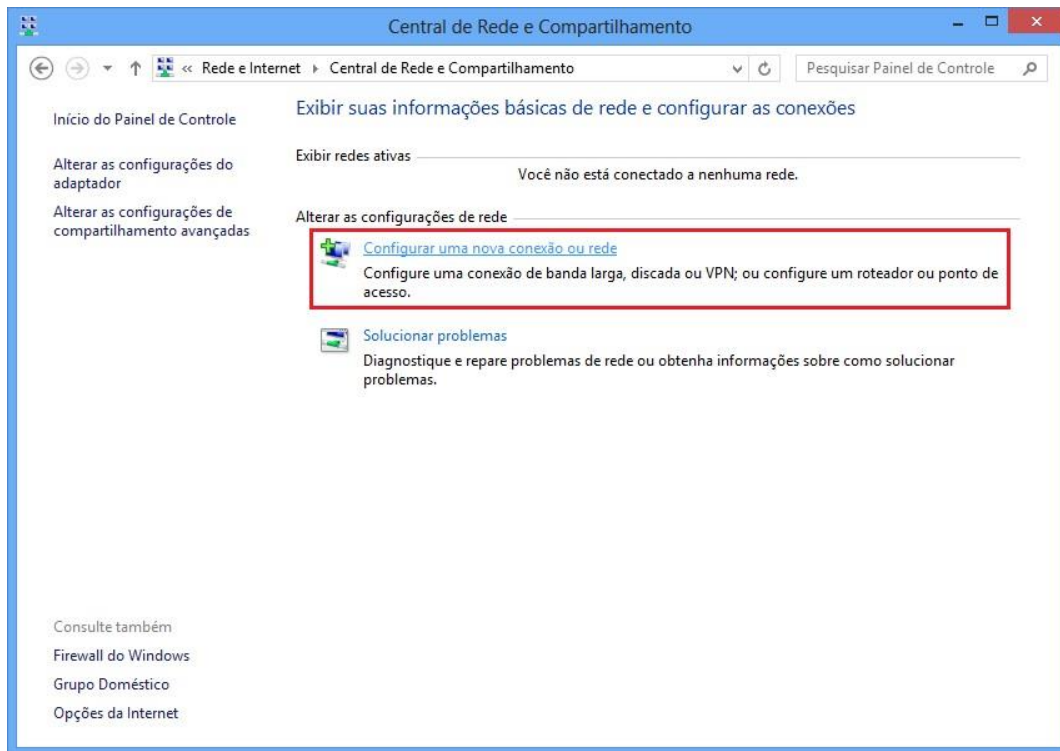 Central de Rede e Compartilhamento
« Rede e Internet Central de Rede e Compartilhamento
Pesquisar Painel de Controle
Início do Painel de Controle
Alterar as configurações do
adaptador
Alterar as configurações de
compartilhamento avançadas
Exibir suas informações básicas de rede e configurar as conexões
Exibir redes ativas
Você não está conectado a nenhuma rede.
Alterar as configurações de rede
Configurar uma nova conexão ou rede
Configure uma conexão de banda larga, discada ou VPN; ou configure um roteador ou ponto de
acesso.
Solucionar problemas
Diagnostique e repare problemas de rede ou obtenha informações sobre como solucionar
problemas.
Consulte também
Firewall do Windows
Grupo Doméstico
Opções da Internet